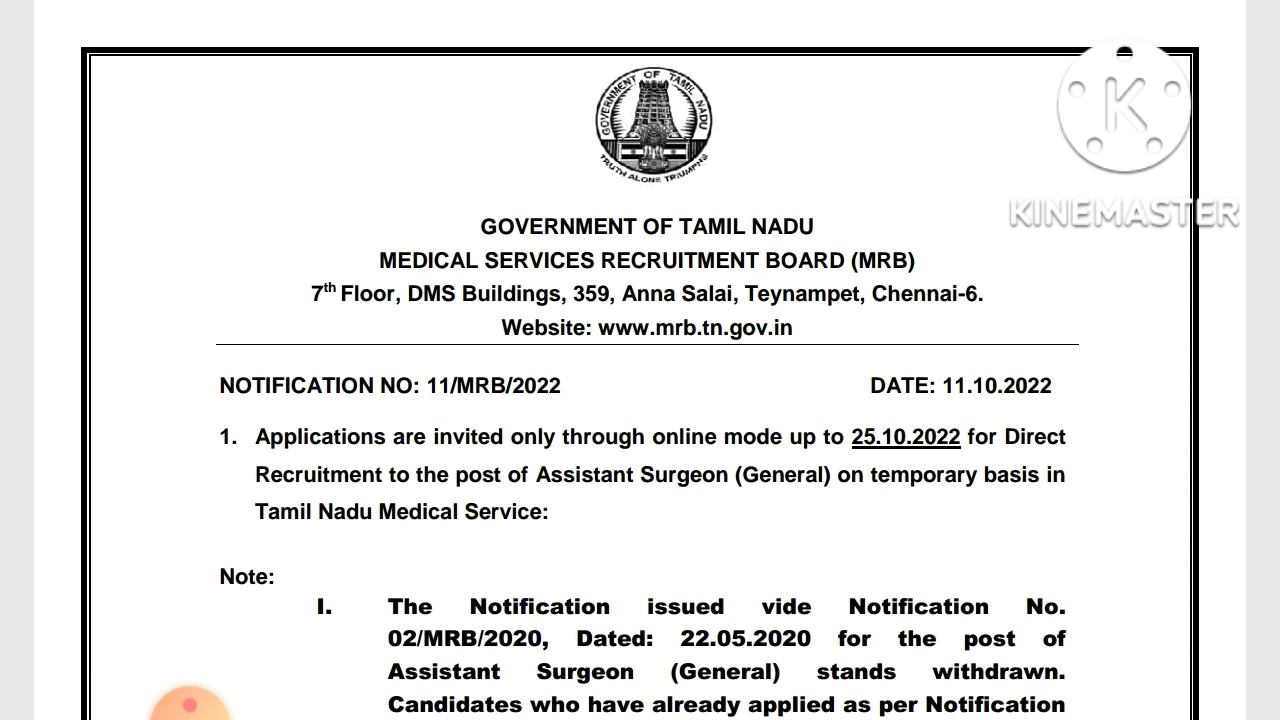 GOVERNMENT OF TAMIL NADU
TRUTH ALONE TRIUMPHS
K
KINEMASTER
GOVERNMENT OF TAMIL NADU
MEDICAL SERVICES RECRUITMENT BOARD (MRB)
7th Floor, DMS Buildings, 359, Anna Salai, Teynampet, Chennai-6.
Website: www.mrb.tn.gov.in
NOTIFICATION NO: 11/MRB/2022 DATE: 11.10.2022
1. Applications are invited only through online mode up to 25.10.2022 for Direct
Recruitment to the post of Assistant Surgeon (General) on temporary basis in
Tamil Nadu Medical Service:
Note:
I. The Notification issued vide Notification No.
02/MRB/2020, Dated: 22.05.2020 for the post of
Assistant Surgeon (General) stands withdrawn.
Candidates who have already applied as per Notification